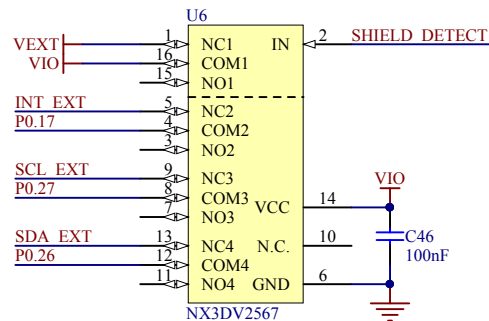 U6
VEXT 1 NC1 IN 2 SHIELD_DETECT
VIO 16 COM1
15 NO1
INT_EXT 5 NC2
P0.17 4 COM2
3 NO2
SCL_EXT 9 NC3
P0.27 8 COM3
7 NO3
VCC 14 VIO
SDA_EXT 13 NC4 N.C. 10 C46
P0.26 12 COM4 100nF
11 NO4 GND 6
NX3DV2567